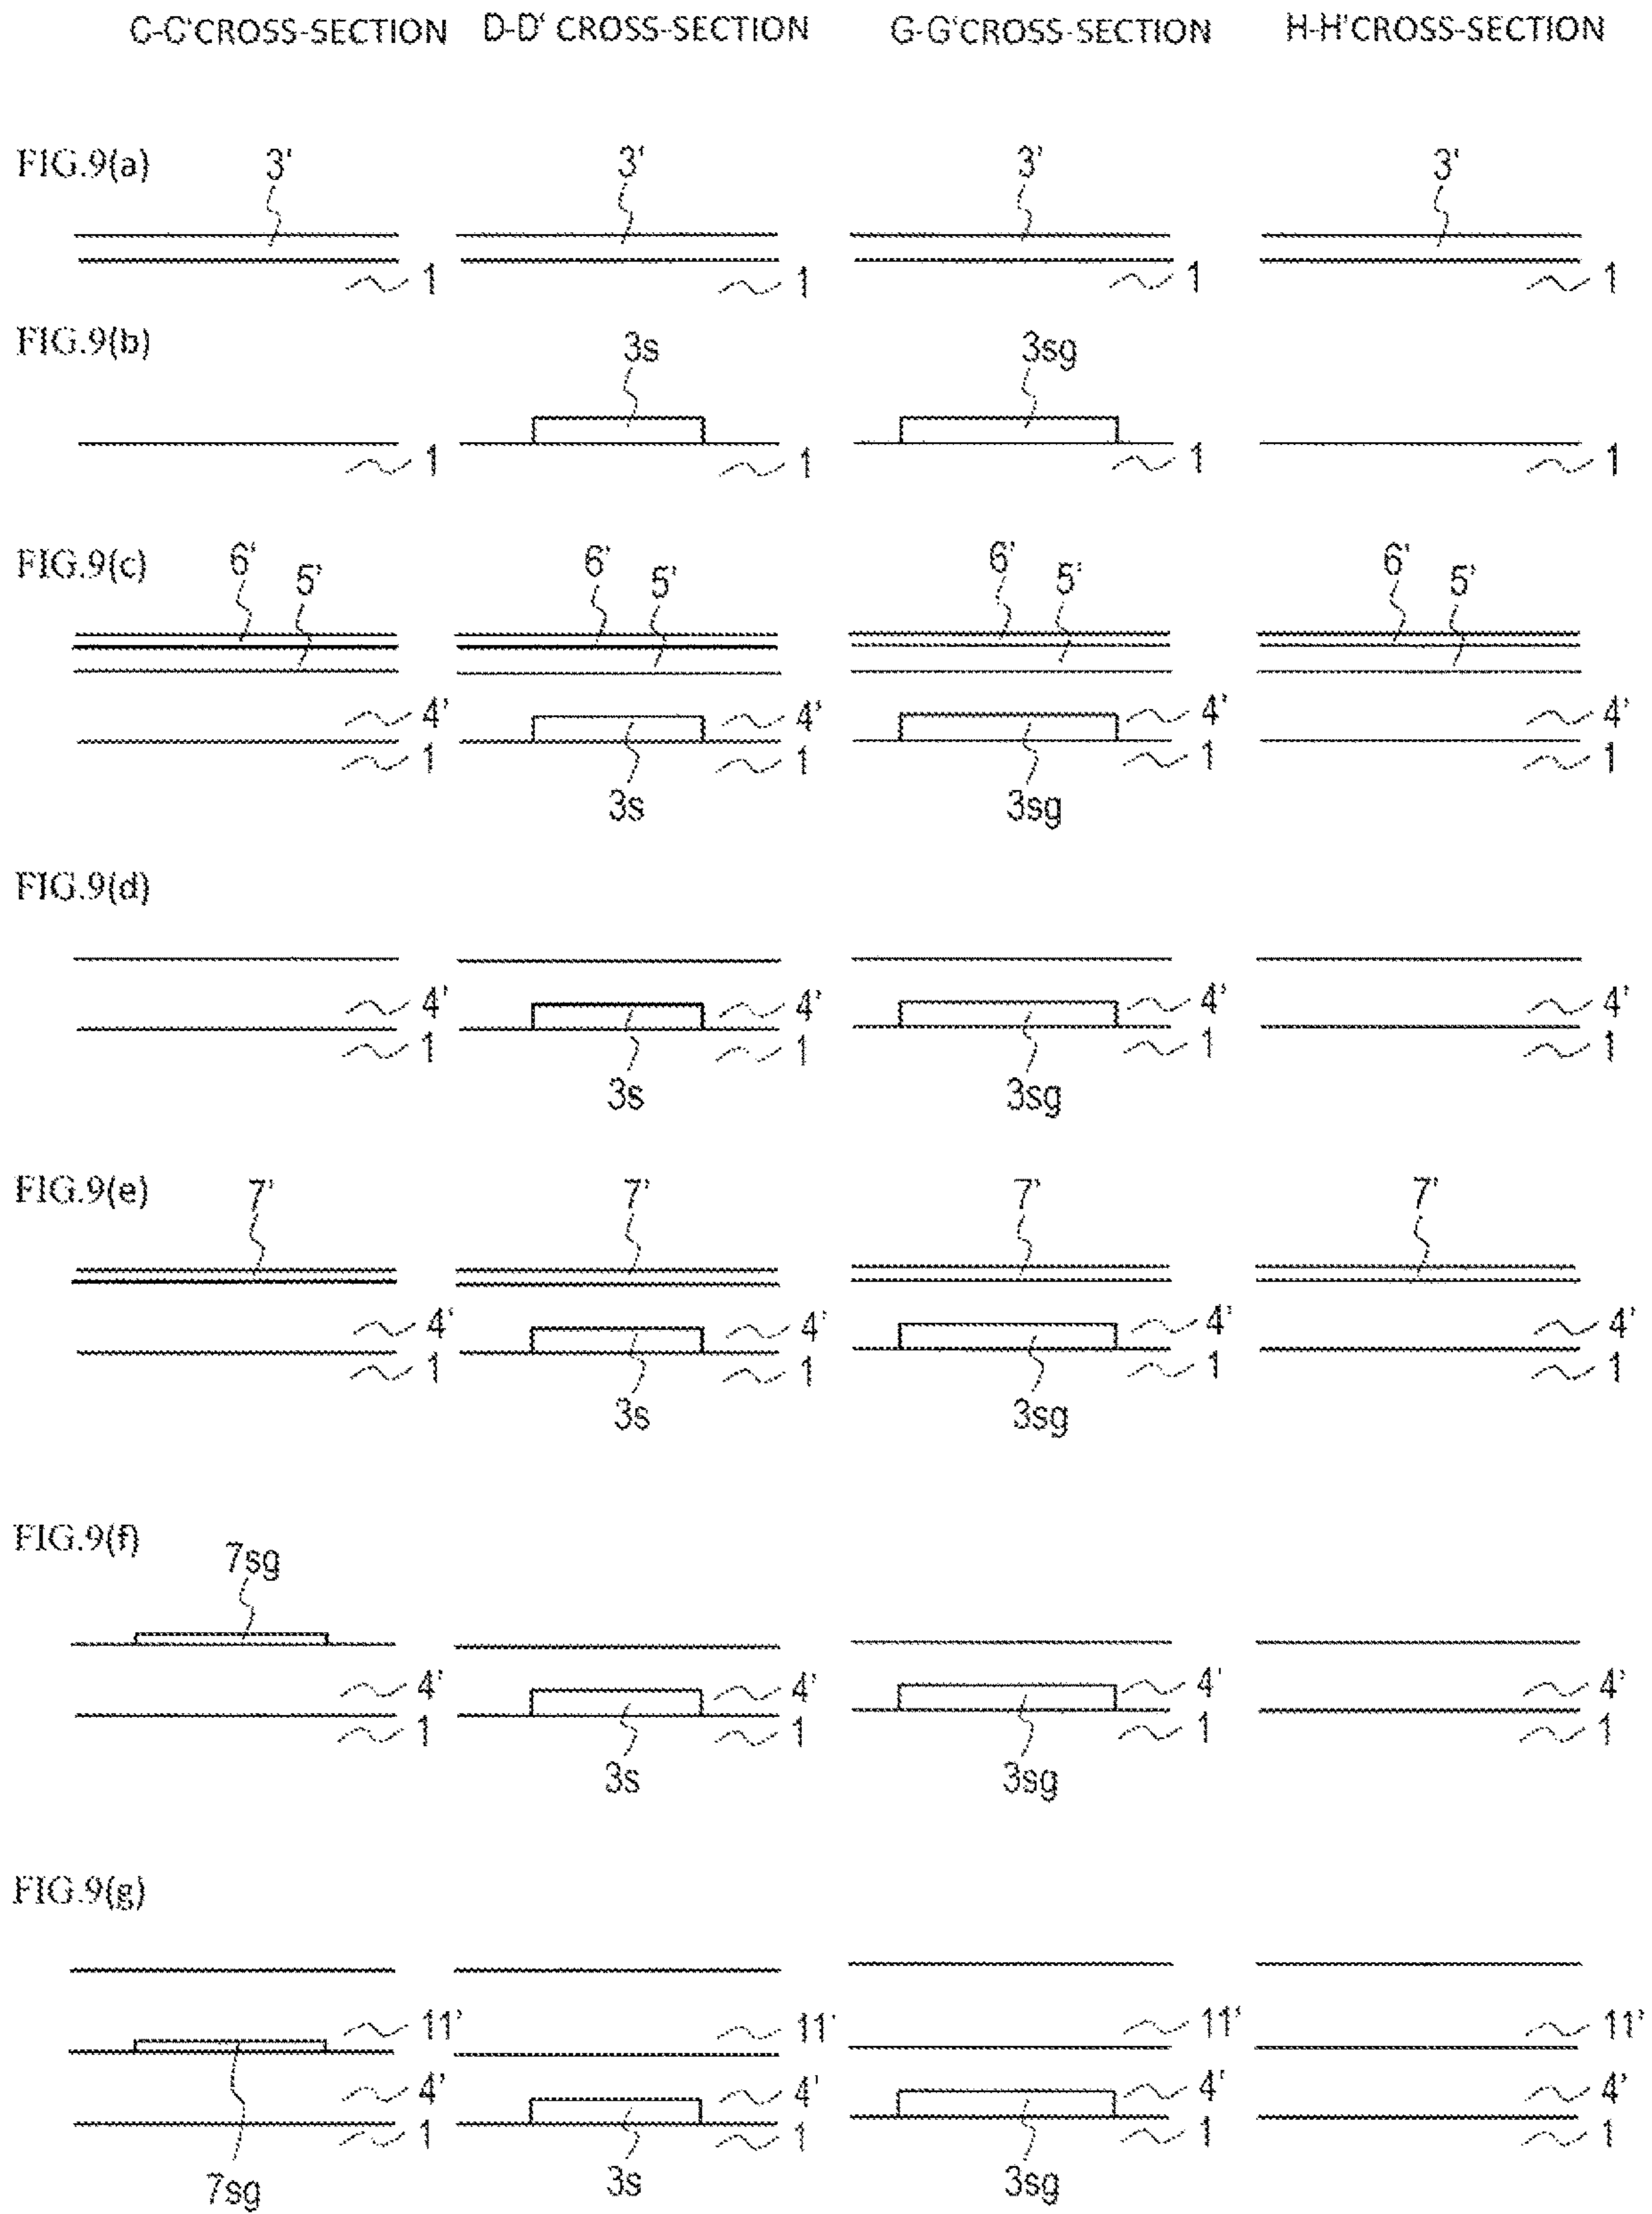 C-C'CROSS-SECTION D-D' CROSS-SECTION G-G'CROSS-SECTION H-H'CROSS-SECTION
FIG.9(a) 3' 3' 3' 3'
1 1 1 1
FIG.9(b) 3s 3sg
1 1 1 1
FIG.9(c) 6' 5' 6' 5' 6' 5' 6' 5'
4' 4' 4' 4'
1 1 1 1
3s 3sg
FIG.9(d)
4' 4' 4' 4'
1 1 1 1
3s 3sg
FIG.9(e) 7' 7' 7' 7'
4' 4' 4' 4'
1 1 1 1
3s 3sg
FIG.9(f) 7sg
4' 4' 4' 4'
1 1 1 1
3s 3sg
FIG.9(g)
11' 11' 11' 11'
4' 4' 4' 4'
1 1 1 1
7sg 3s 3sg